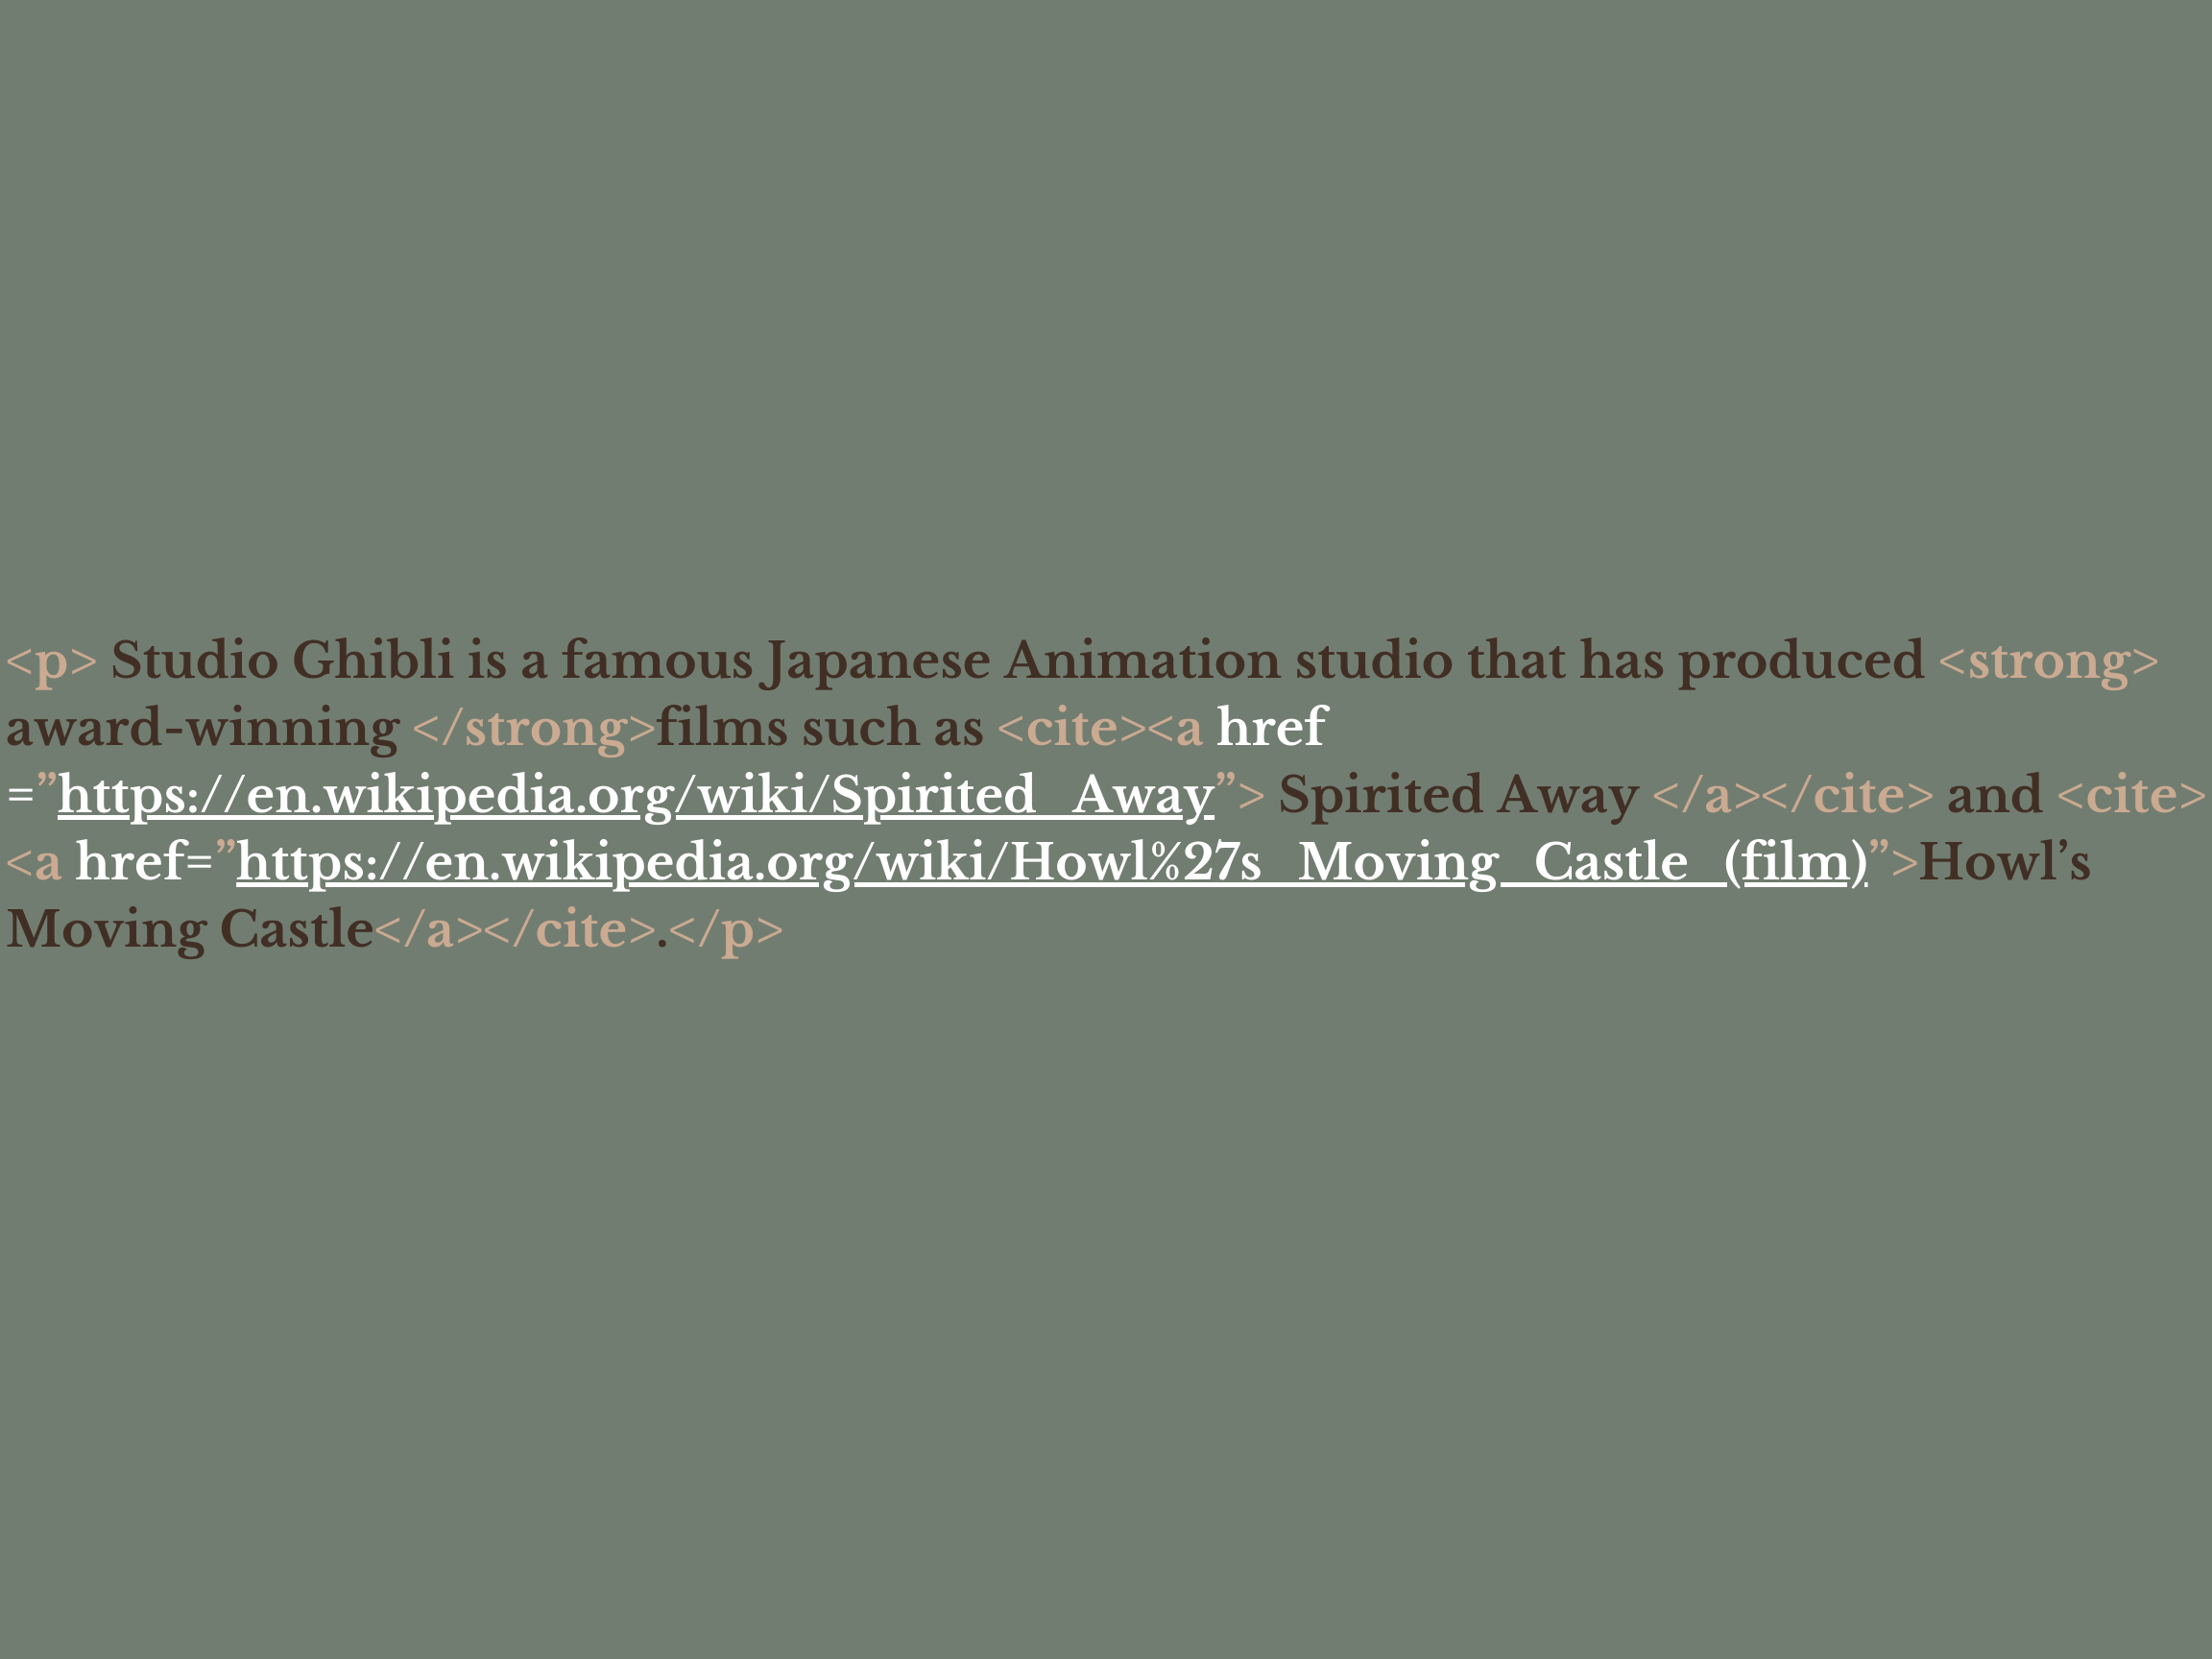 <p> Studio Ghibli is a famous Japanese Animation studio that has produced <strong>
award-winning </strong>films such as <cite><a href
=”https://en.wikipedia.org/wiki/Spirited_Away”> Spirited Away </a></cite> and <cite>
<a href=”https://en.wikipedia.org/wiki/Howl%27s_Moving_Castle_(film)”>Howl’s
Moving Castle</a></cite>.</p>